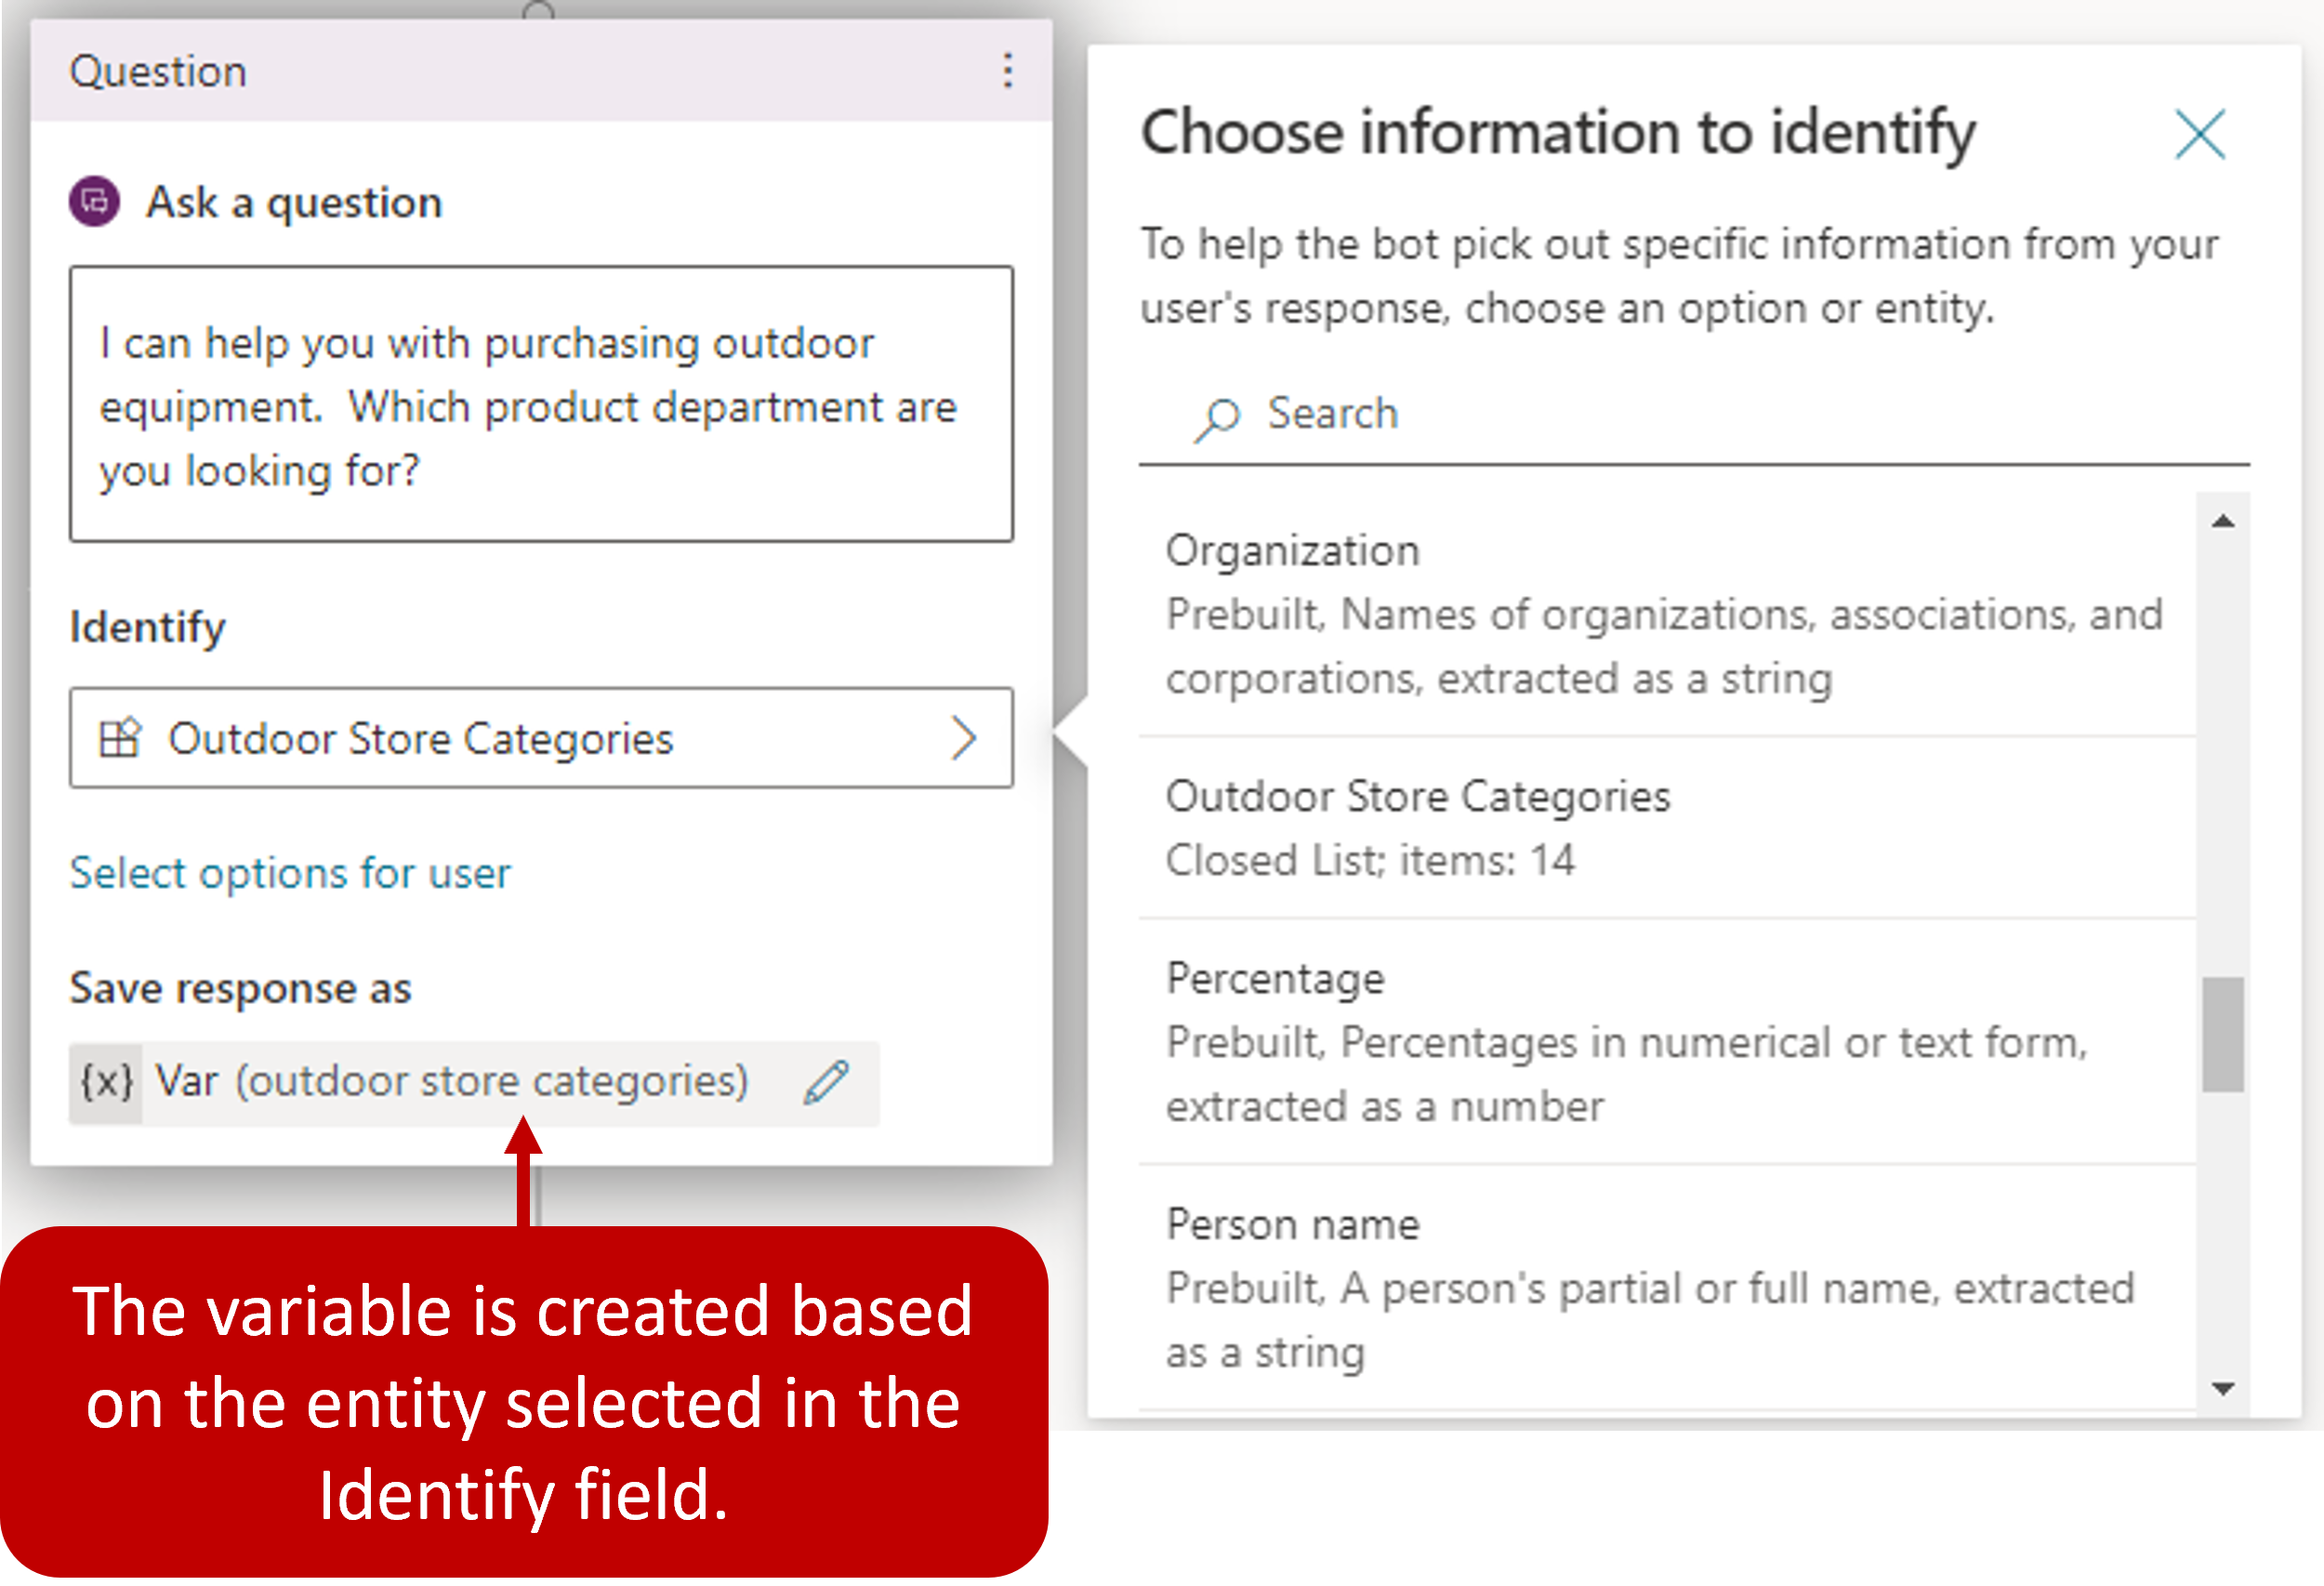 Question
Ask a question
I can help you with purchasing outdoor
equipment.  Which product department are
you looking for?
Identify
Outdoor Store Categories
Select options for user
Save response as
{x} Var (outdoor store categories)
The variable is created based
on the entity selected in the
Identify field.
Choose information to identify
To help the bot pick out specific information from your
user's response, choose an option or entity.
Search
Organization
Prebuilt, Names of organizations, associations, and
corporations, extracted as a string
Outdoor Store Categories
Closed List; items: 14
Percentage
Prebuilt, Percentages in numerical or text form,
extracted as a number
Person name
Prebuilt, A person's partial or full name, extracted
as a string